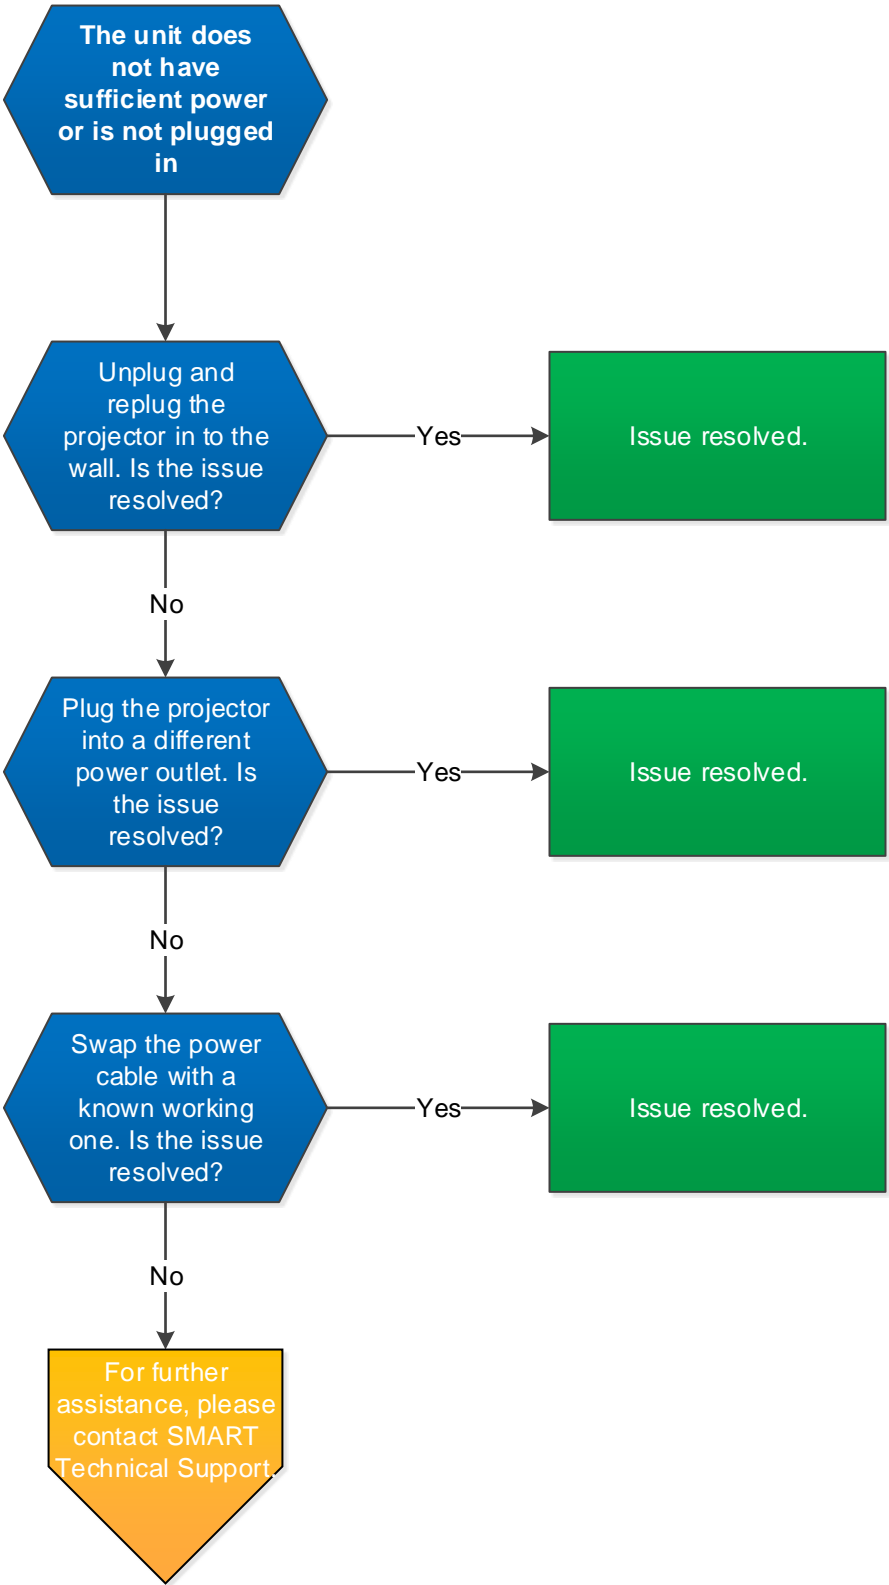 The unit does
not have
sufficient power
or is not plugged
in
Unplug and
replug the
projector in to the
wall. Is the issue
resolved?
Yes
Issue resolved.
No
Plug the projector
into a different
power outlet. Is
the issue
resolved?
Yes
Issue resolved.
No
Swap the power
cable with a
known working
one. Is the issue
resolved?
Yes
Issue resolved.
No
For further
assistance, please
contact SMART
Technical Support.